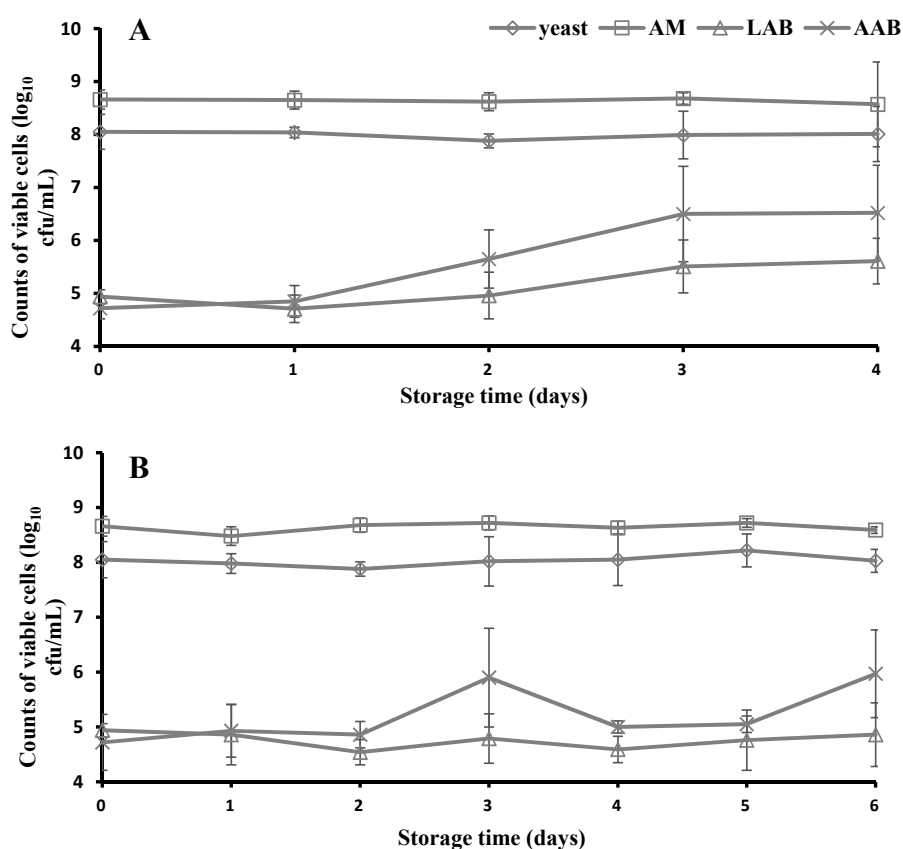 A
yeast AM LAB AAB
10
9
8
7
6
5
4
Counts of viable cells (log10
cfu/mL)
0 1 2 3 4
Storage time (days)
B
10
9
8
7
6
5
4
Counts of viable cells (log10
cfu/mL)
0 1 2 3 4 5 6
Storage time (days)